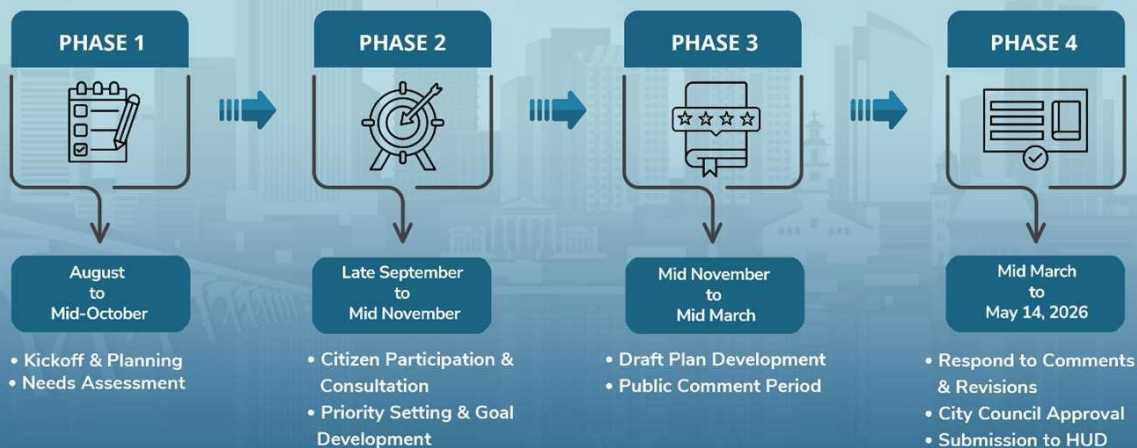 PHASE 1
August
to
Mid-October
• Kickoff & Planning
• Needs Assessment
PHASE 2
Late September
to
Mid November
• Citizen Participation &
Consultation
• Priority Setting & Goal
Development
PHASE 3
Mid November
to
Mid March
• Draft Plan Development
• Public Comment Period
PHASE 4
Mid March
to
May 14, 2026
• Respond to Comments
& Revisions
• City Council Approval
• Submission to HUD